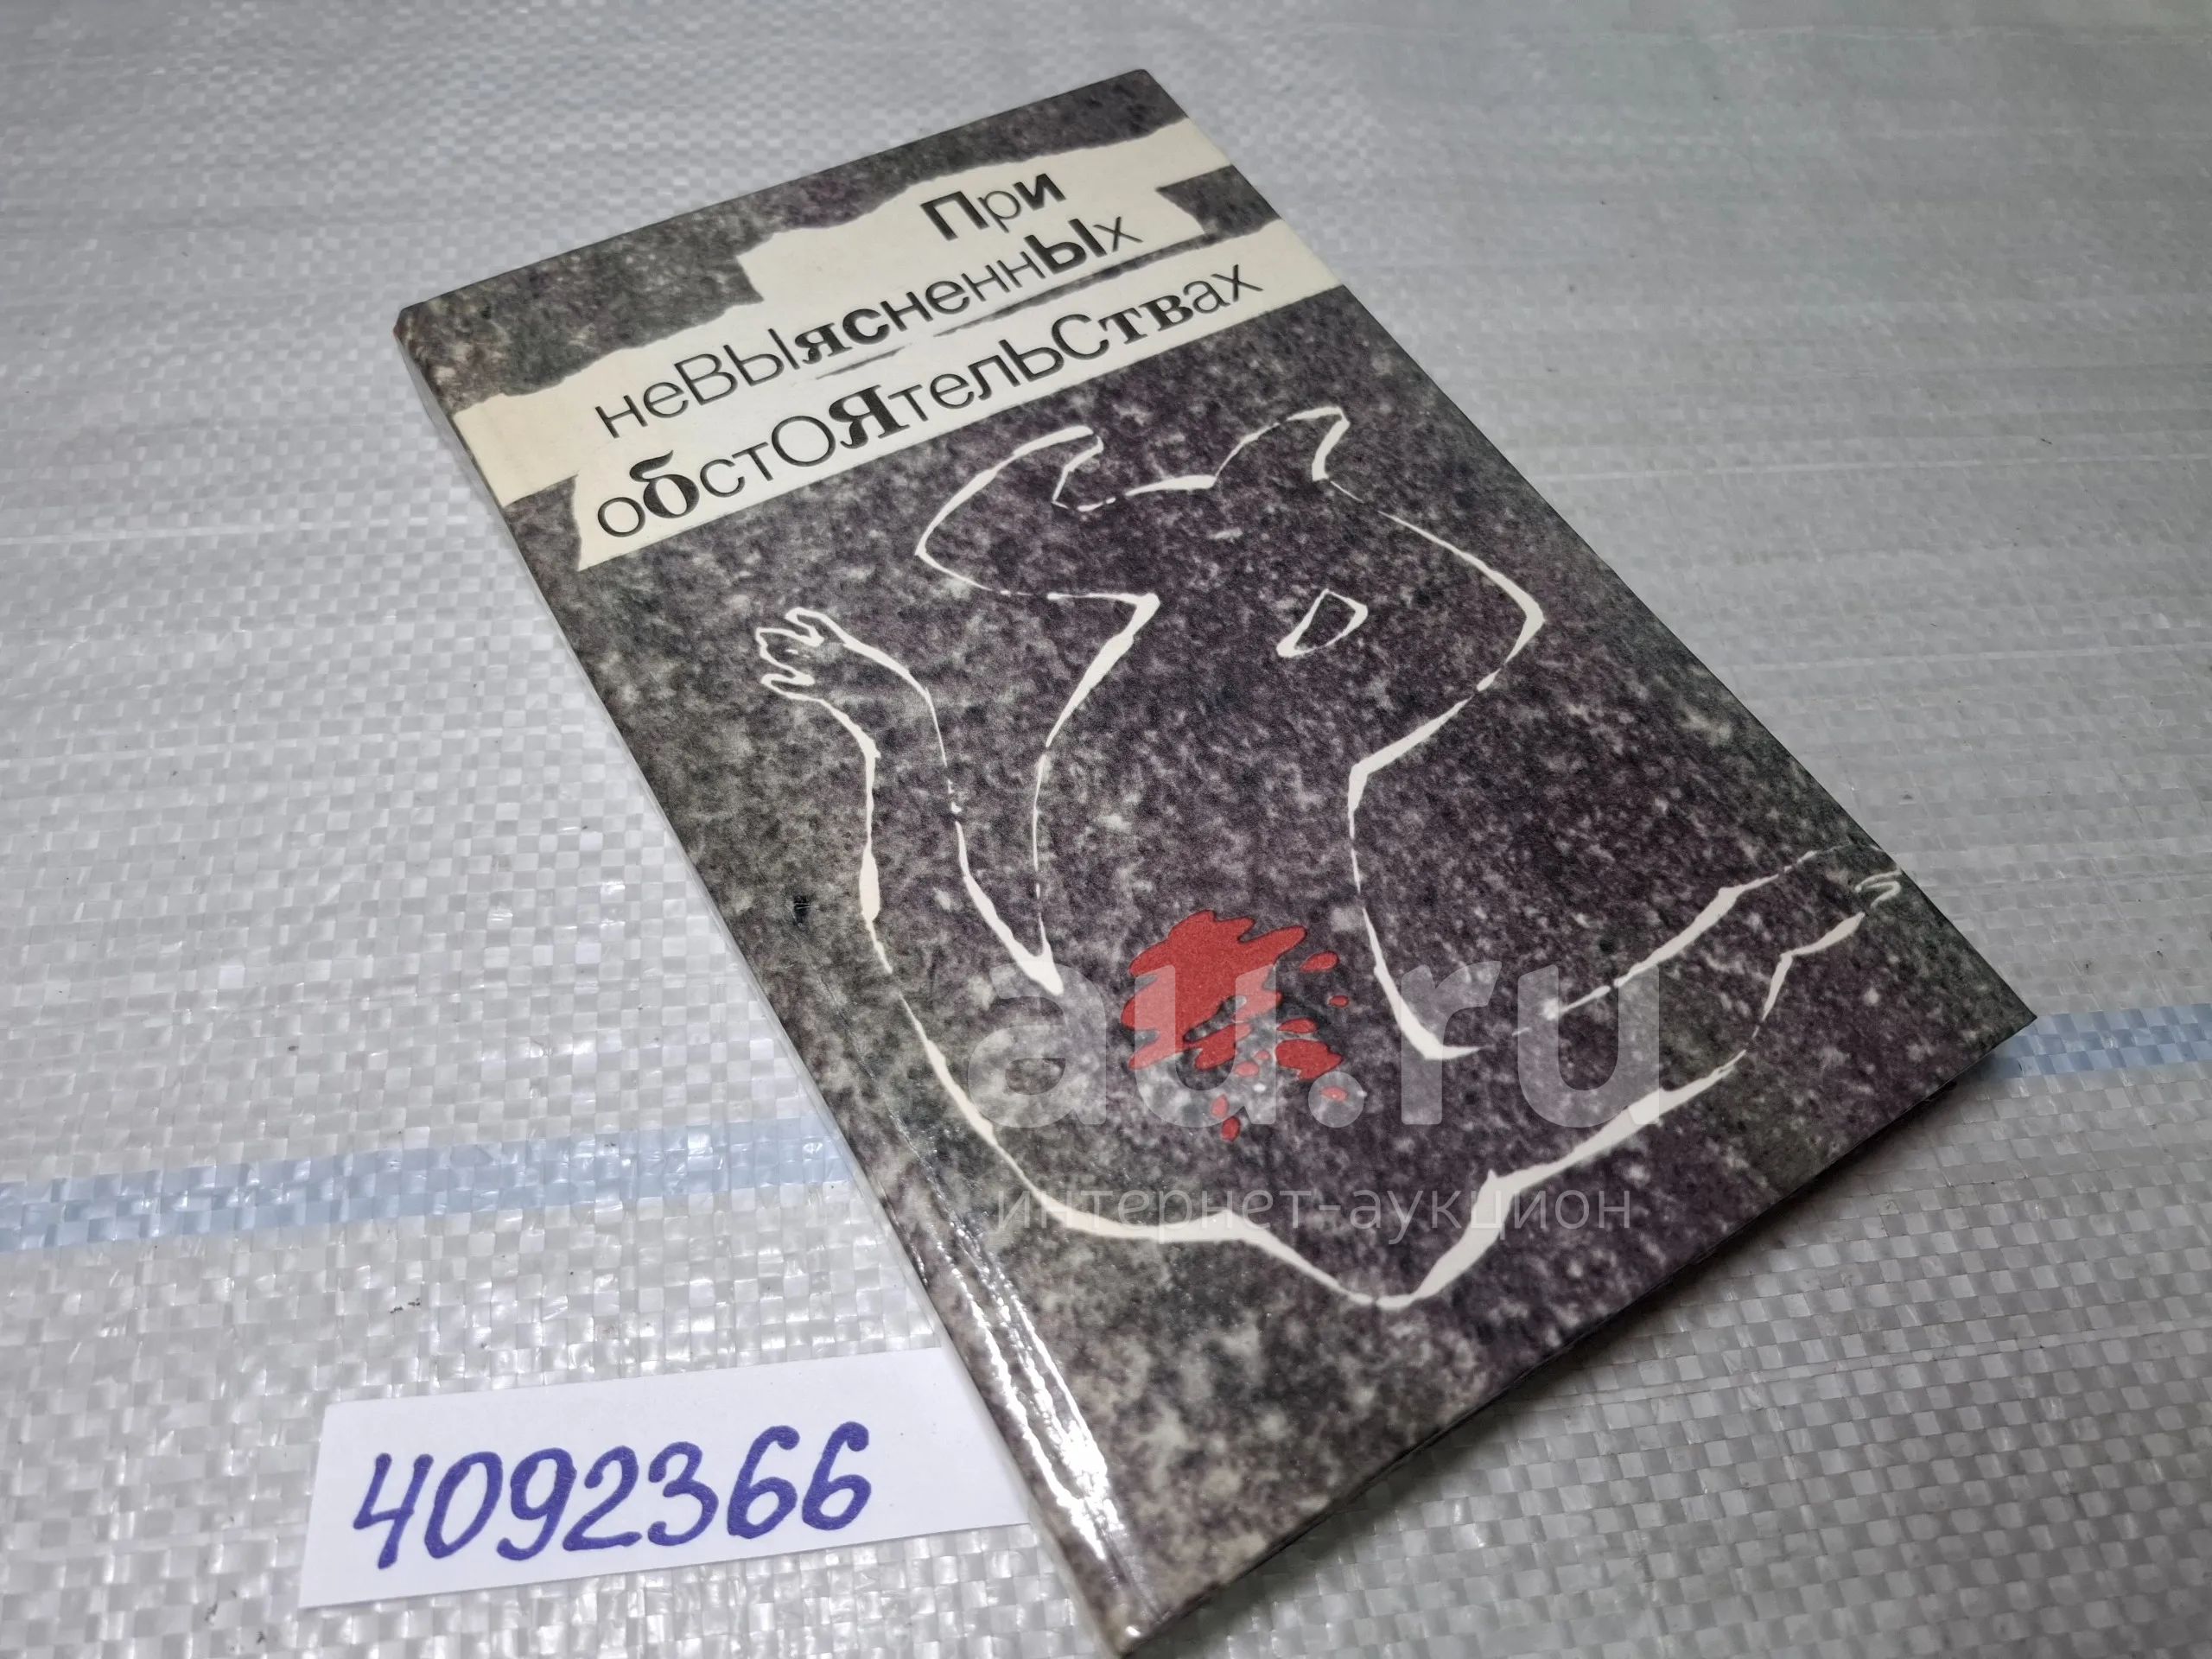 При
неВЫясненнЫх
обстОЯтельСтвах
au.ru
интернет-аукцион
4092366